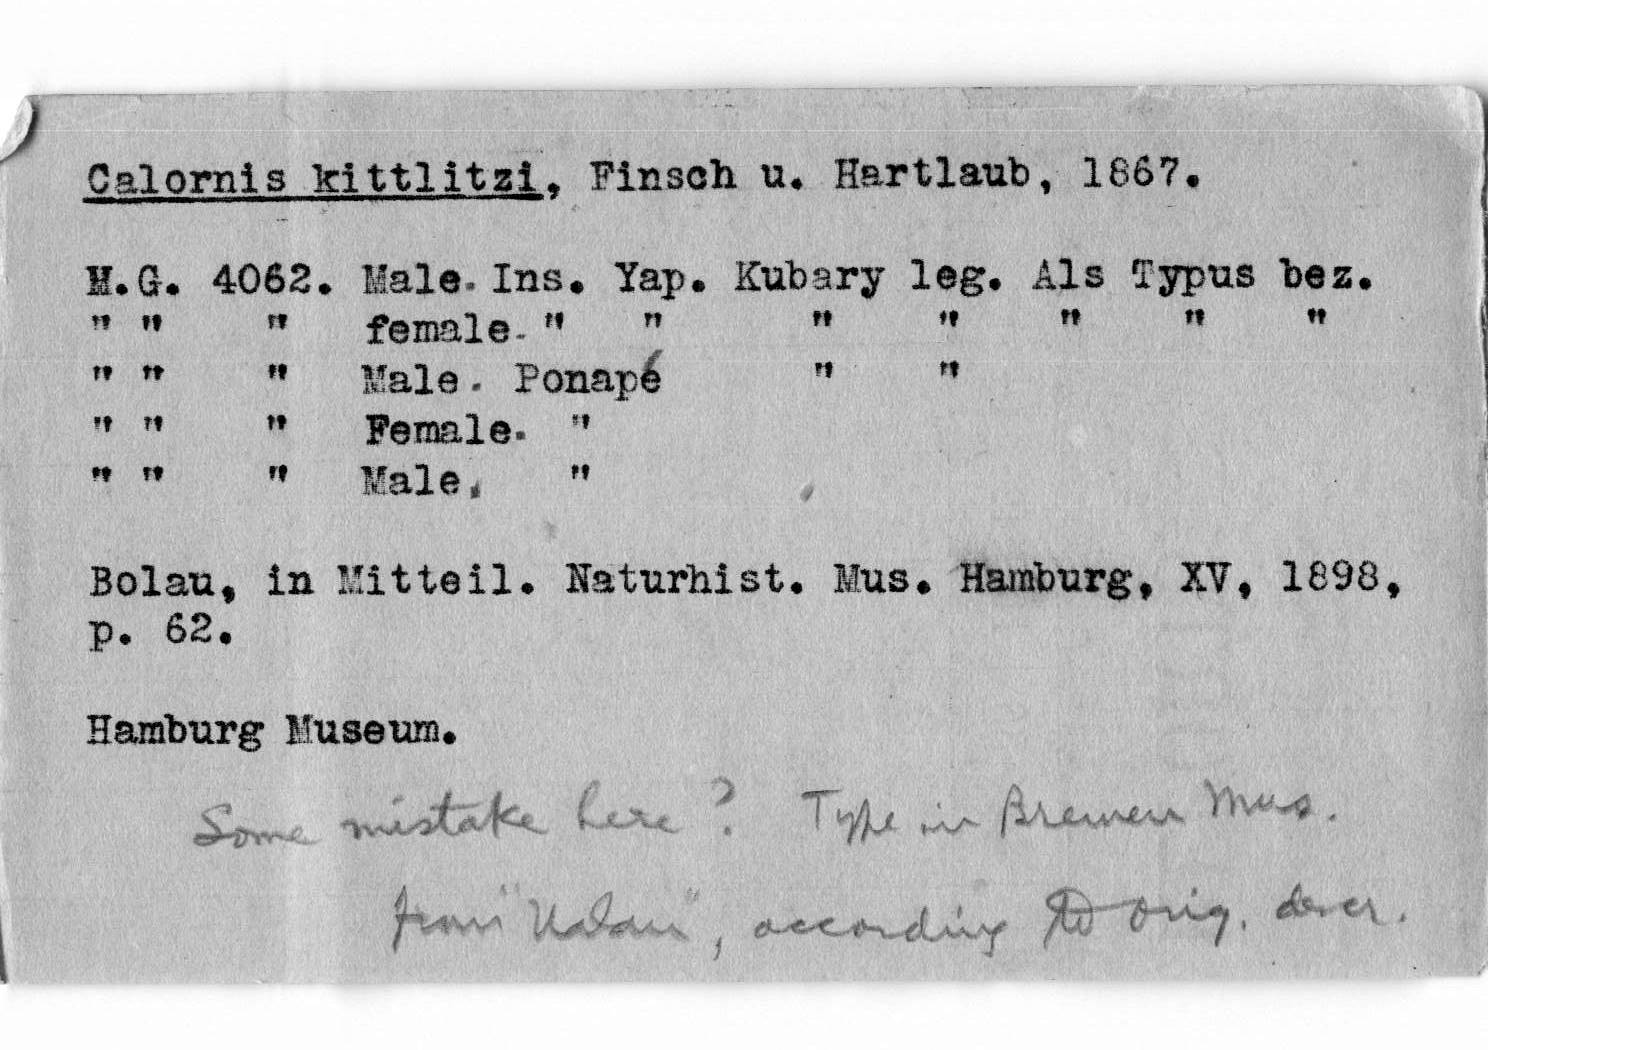 Calornis kittlitzi, Finsch u. Hartlaub, 1867.
M.G. 4062. Male. Ins. Yap. Kubary leg. Als Typus bez.
" " " female. " " " " " " "
" " " Male. Ponapé " "
" " " Female. "
" " " Male. "
Bolau, in Mitteil. Naturhist. Mus. Hamburg, XV, 1898,
p. 62.
Hamburg Museum.
Some mistake here? Type in Bremen Mus.
from "Ualan", according to orig. descr.